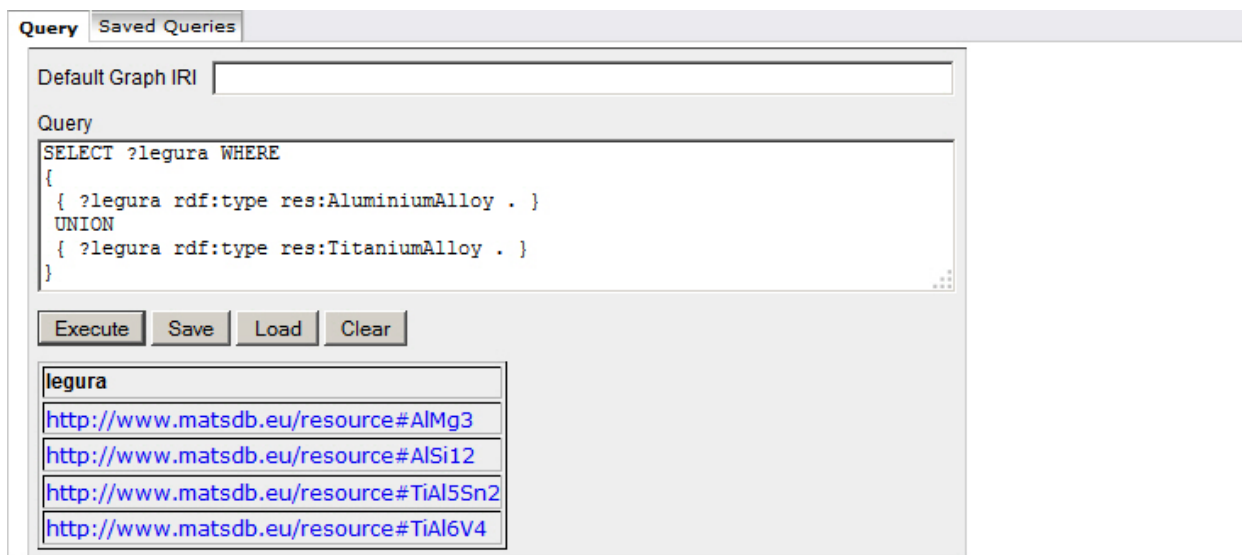 Query Saved Queries
Default Graph IRI
Query
SELECT ?legura WHERE
{
{ ?legura rdf:type res:AluminiumAlloy . }
UNION
{ ?legura rdf:type res:TitaniumAlloy . }
}
Execute Save Load Clear
legura
http://www.matsdb.eu/resource#AlMg3
http://www.matsdb.eu/resource#AlSi12
http://www.matsdb.eu/resource#TiAl5Sn2
http://www.matsdb.eu/resource#TiAl6V4